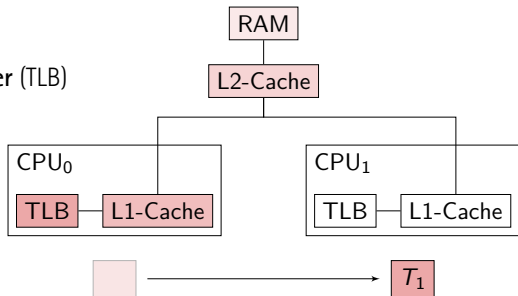 RAM
er (TLB)
L2-Cache
CPU₀
CPU₁
TLB L1-Cache
TLB L1-Cache
T₁